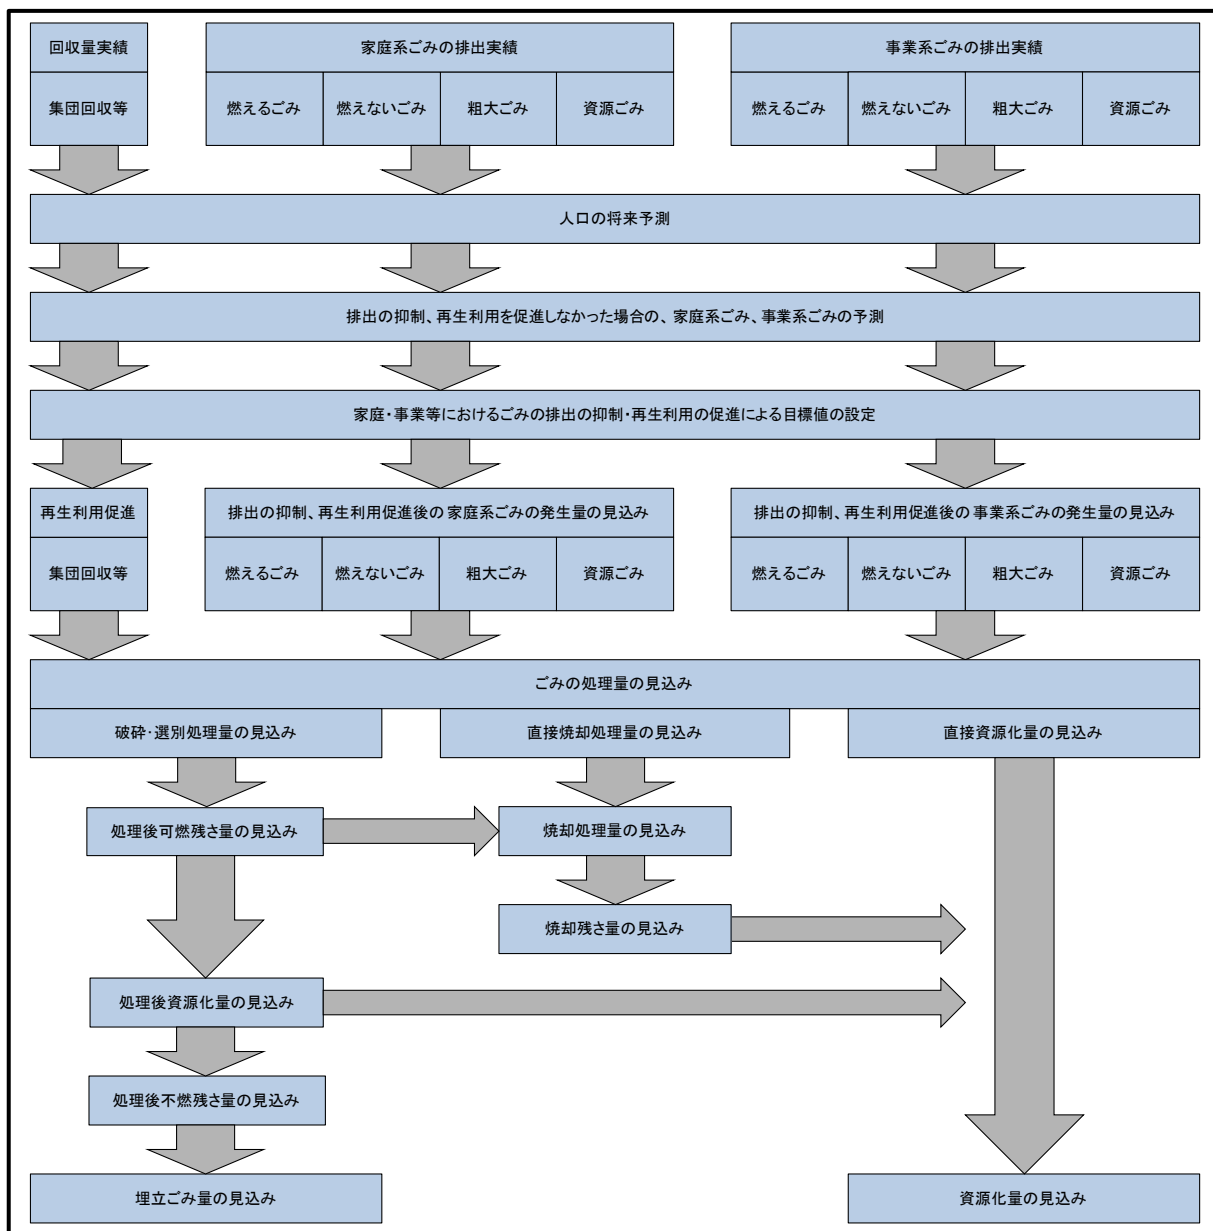 回収量実績
家庭系ごみの排出実績
事業系ごみの排出実績
集団回収等
燃えるごみ
燃えないごみ
粗大ごみ
資源ごみ
燃えるごみ
燃えないごみ
粗大ごみ
資源ごみ
人口の将来予測
排出の抑制、再生利用を促進しなかった場合の、家庭系ごみ、事業系ごみの予測
家庭・事業等におけるごみの排出の抑制・再生利用の促進による目標値の設定
再生利用促進
排出の抑制、再生利用促進後の家庭系ごみの発生量の見込み
排出の抑制、再生利用促進後の事業系ごみの発生量の見込み
集団回収等
燃えるごみ
燃えないごみ
粗大ごみ
資源ごみ
燃えるごみ
燃えないごみ
粗大ごみ
資源ごみ
ごみの処理量の見込み
破砕・選別処理量の見込み
直接焼却処理量の見込み
直接資源化量の見込み
処理後可燃残さ量の見込み
焼却処理量の見込み
焼却残さ量の見込み
処理後資源化量の見込み
処理後不燃残さ量の見込み
埋立ごみ量の見込み
資源化量の見込み